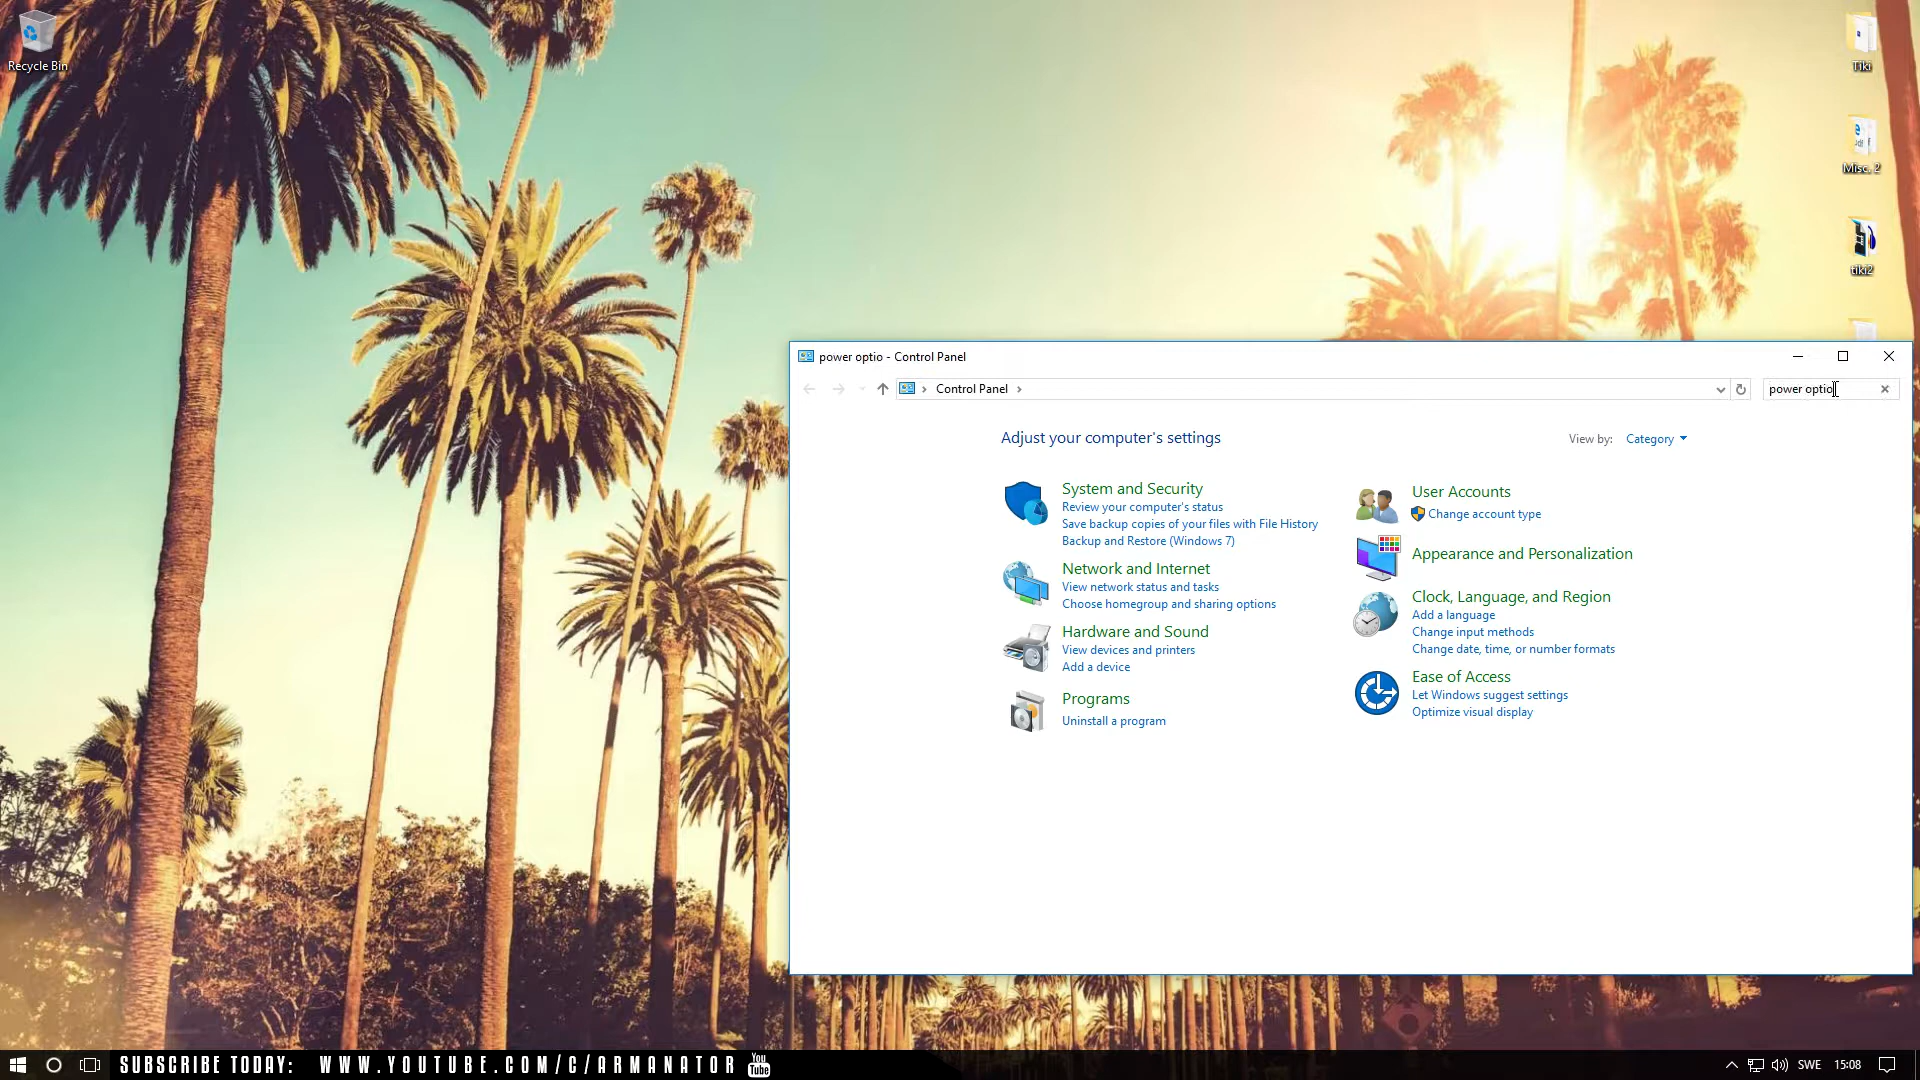 Recycle Bin
Tiki
Misc. 2
tiki2
power optio - Control Panel
Control Panel
power optio
Adjust your computer's settings
View by: Category
System and Security
Review your computer's status
Save backup copies of your files with File History
Backup and Restore (Windows 7)
Network and Internet
View network status and tasks
Choose homegroup and sharing options
Hardware and Sound
View devices and printers
Add a device
Programs
Uninstall a program
User Accounts
Change account type
Appearance and Personalization
Clock, Language, and Region
Add a language
Change input methods
Change date, time, or number formats
Ease of Access
Let Windows suggest settings
Optimize visual display
SUBSCRIBE TODAY: WWW.YOUTUBE.COM/C/ARMANATOR You Tube
SWE 15:08